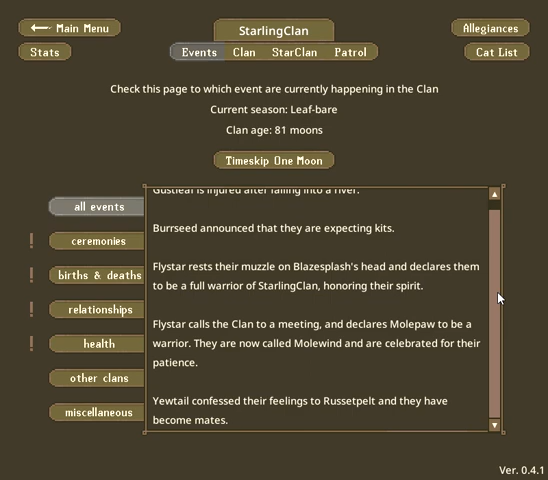 Main Menu
StarlingClan
Allegiances
Stats
Events
Clan
StarClan
Patrol
Cat List
Check this page to which event are currently happening in the Clan
Current season: Leaf-bare
Clan age: 81 moons
Timeskip One Moon
all events
! ceremonies
! births & deaths
! relationships
! health
other clans
miscellaneous
Gustleaf is injured after falling into a river.
Burrseed announced that they are expecting kits.
Flystar rests their muzzle on Blazesplash's head and declares them
to be a full warrior of StarlingClan, honoring their spirit.
Flystar calls the Clan to a meeting, and declares Molepaw to be a
warrior. They are now called Molewind and are celebrated for their
patience.
Yewtail confessed their feelings to Russetpelt and they have
become mates.
Ver. 0.4.1